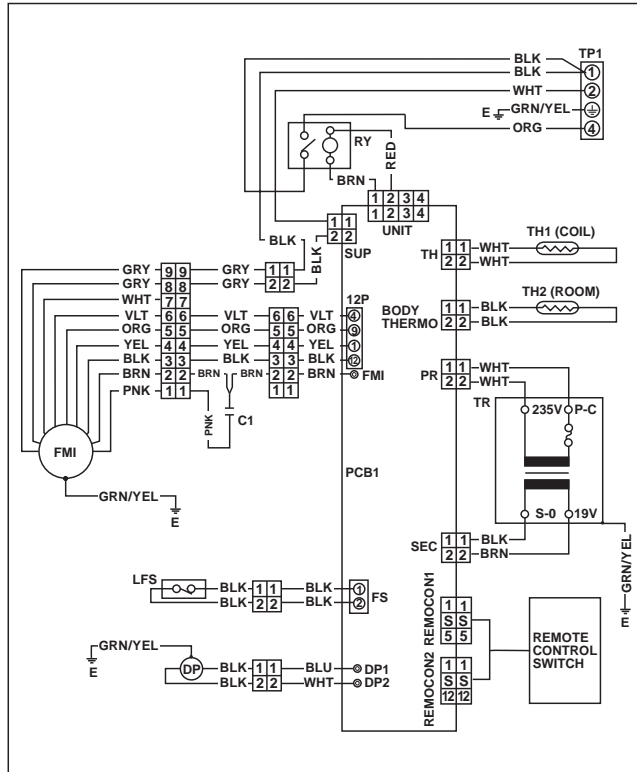 BLK TP1
BLK 1
WHT 2
E GRN/YEL
ORG 4
RY
RED
BRN
1 2 3 4
1 2 3 4
UNIT
1 1
2 2
SUP
BLK
BLK
TH 1 1 WHT TH1 (COIL)
2 2 WHT
GRY 9 9 GRY 1 1
GRY 8 8 GRY 2 2
WHT 7 7
12P
VLT 6 6 VLT 6 6 VLT 4
ORG 5 5 ORG 5 5 ORG 9
YEL 4 4 YEL 4 4 YEL 1
BLK 3 3 BLK 3 3 BLK 12
BRN 2 2 BRN BRN 2 2 BRN FMI
PNK 1 1 1 1
PNK
C1
BODY THERMO 1 1 BLK TH2 (ROOM)
2 2 BLK
PR 1 1 WHT
2 2 WHT
TR
235V P-C
S-0 19V
FMI
GRN/YEL
E
PCB1
SEC 1 1 BLK
2 2 BRN
GRN/YEL
E
LFS
BLK 1 1 BLK 1
BLK 2 2 BLK 2
FS
REMOCON1
1 1
S S
5 5
REMOCON2
1 1
S S
12 12
REMOTE
CONTROL
SWITCH
GRN/YEL
E
DP
BLK 1 1 BLU DP1
BLK 2 2 WHT DP2